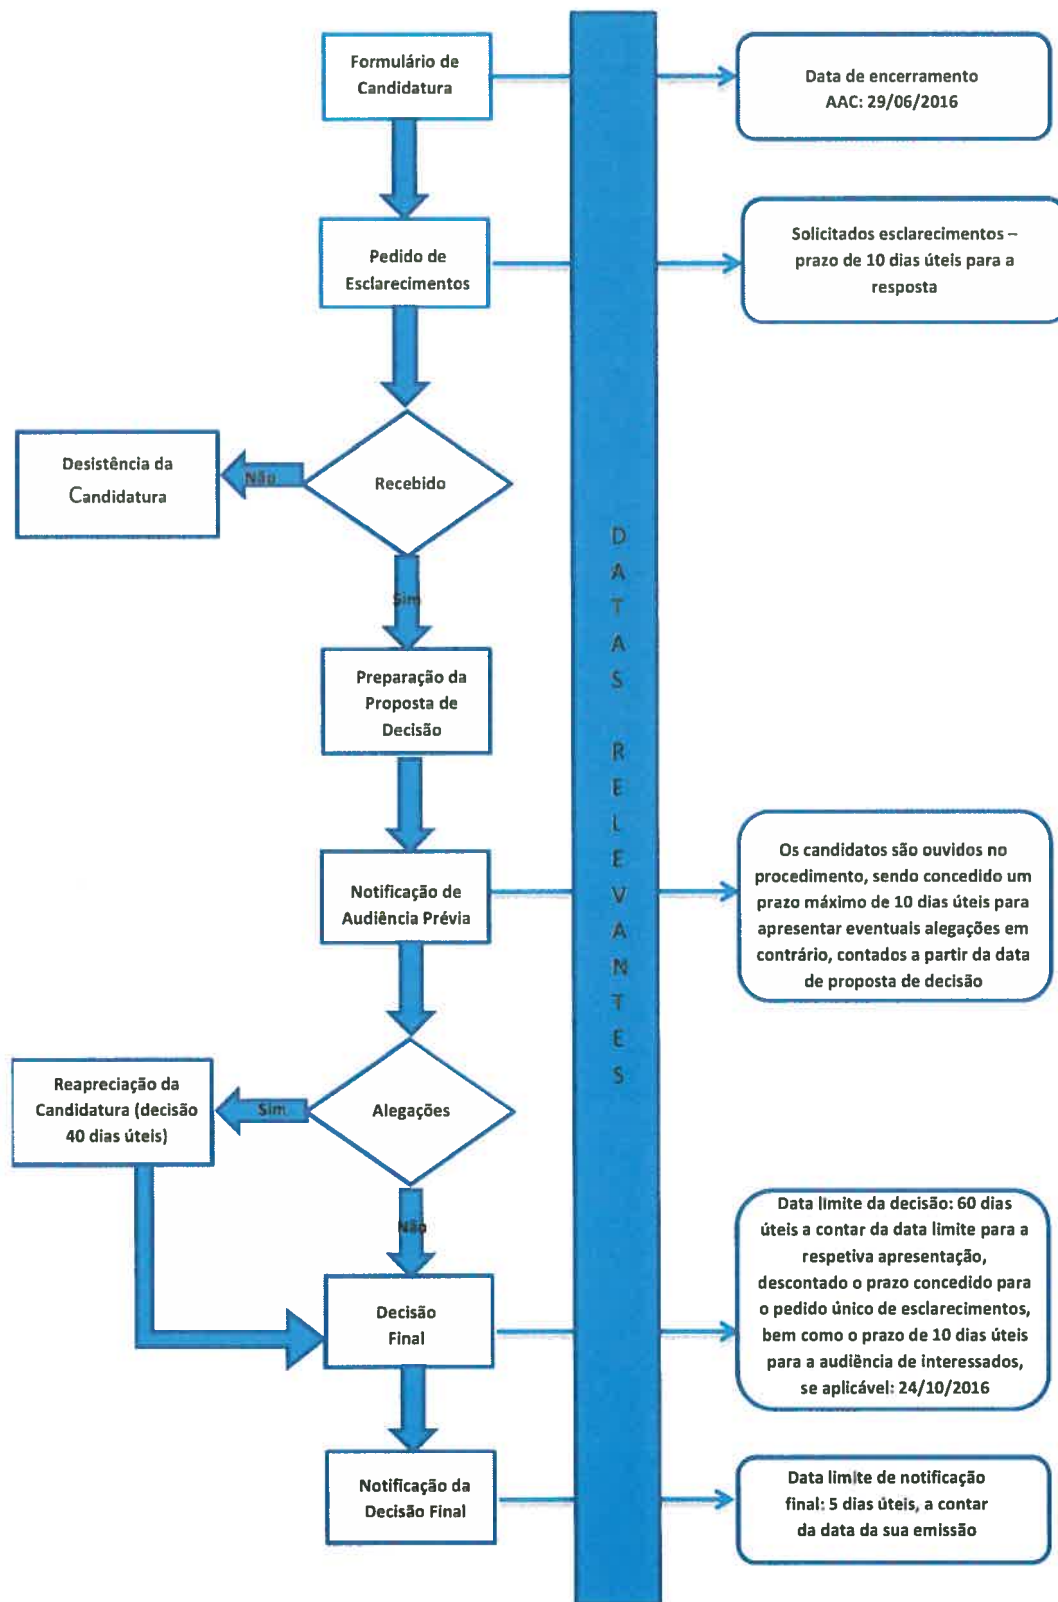 Formulário de
Candidatura
Data de encerramento
AAC: 29/06/2016
Pedido de
Esclarecimentos
Solicitados esclarecimentos –
prazo de 10 dias úteis para a
resposta
Recebido
Não
Desistência da
Candidatura
Sim
Preparação da
Proposta de
Decisão
DATAS RELEVANTES
Notificação de
Audiência Prévia
Os candidatos são ouvidos no
procedimento, sendo concedido um
prazo máximo de 10 dias úteis para
apresentar eventuais alegações em
contrário, contados a partir da data
de proposta de decisão
Alegações
Sim
Reapreciação da
Candidatura (decisão
40 dias úteis)
Não
Decisão
Final
Data limite da decisão: 60 dias
úteis a contar da data limite para a
respetiva apresentação,
descontado o prazo concedido para
o pedido único de esclarecimentos,
bem como o prazo de 10 dias úteis
para a audiência de interessados,
se aplicável: 24/10/2016
Notificação da
Decisão Final
Data limite de notificação
final: 5 dias úteis, a contar
da data da sua emissão